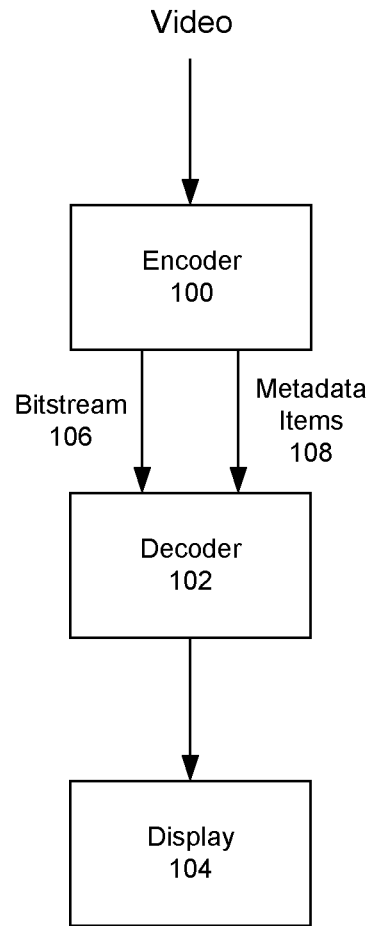 Video
Encoder
100
Bitstream
106
Metadata
Items
108
Decoder
102
Display
104